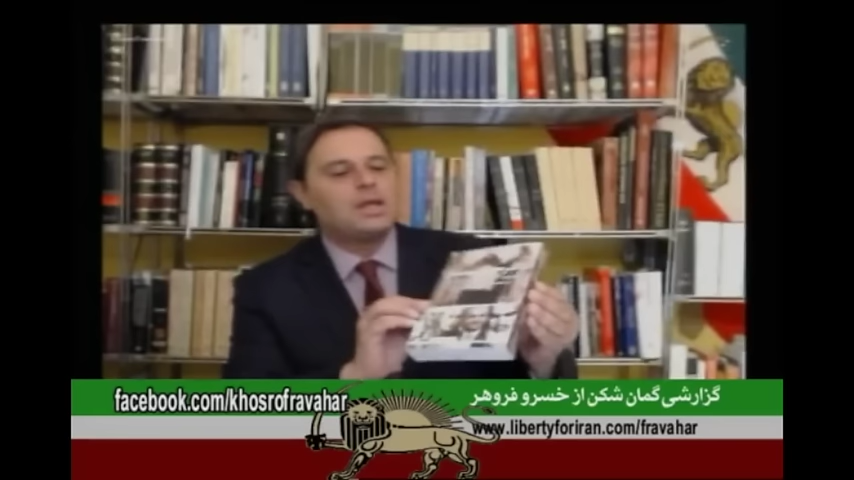 facebook.com/khosrofravahar
گزارشی گمان شکن از خسرو فروهر
www.libertyforiran.com/fravahar